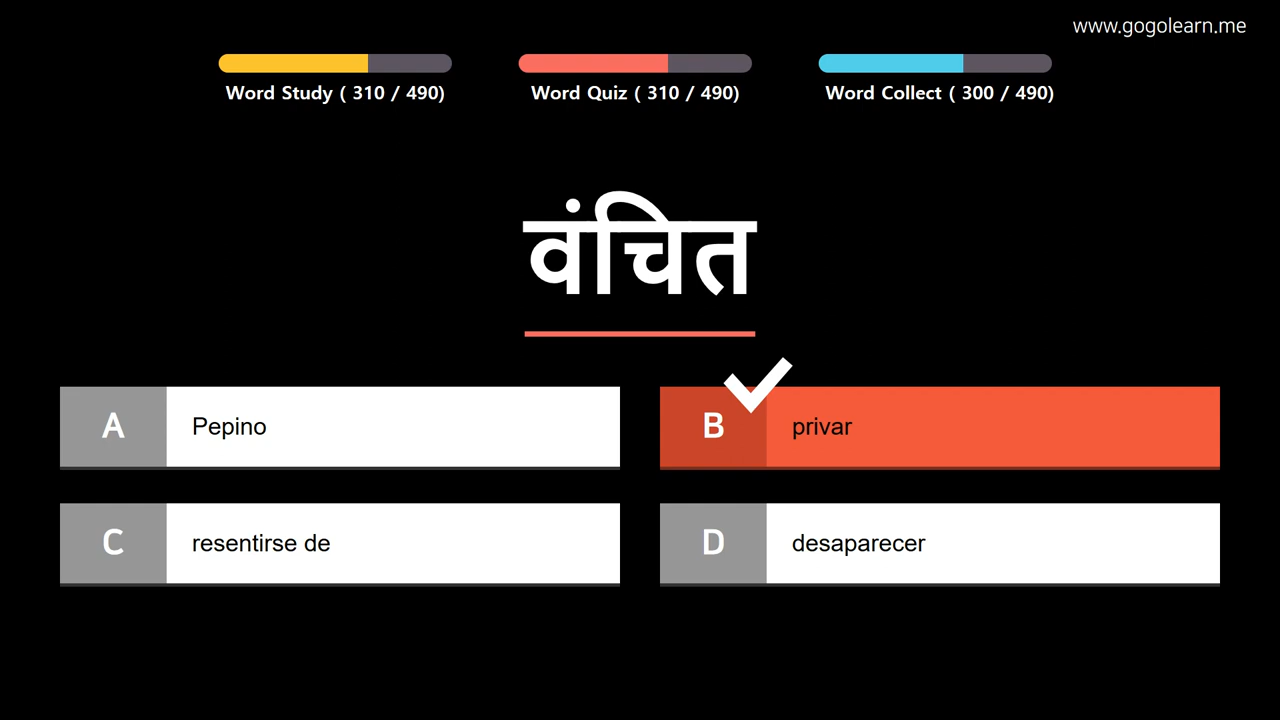 www.gogolearn.me
Word Study ( 310 / 490)
Word Quiz ( 310 / 490)
Word Collect ( 300 / 490)
वंचित
A Pepino
B privar
C resentirse de
D desaparecer